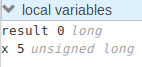 local variables
result 0 long
x 5 unsigned long